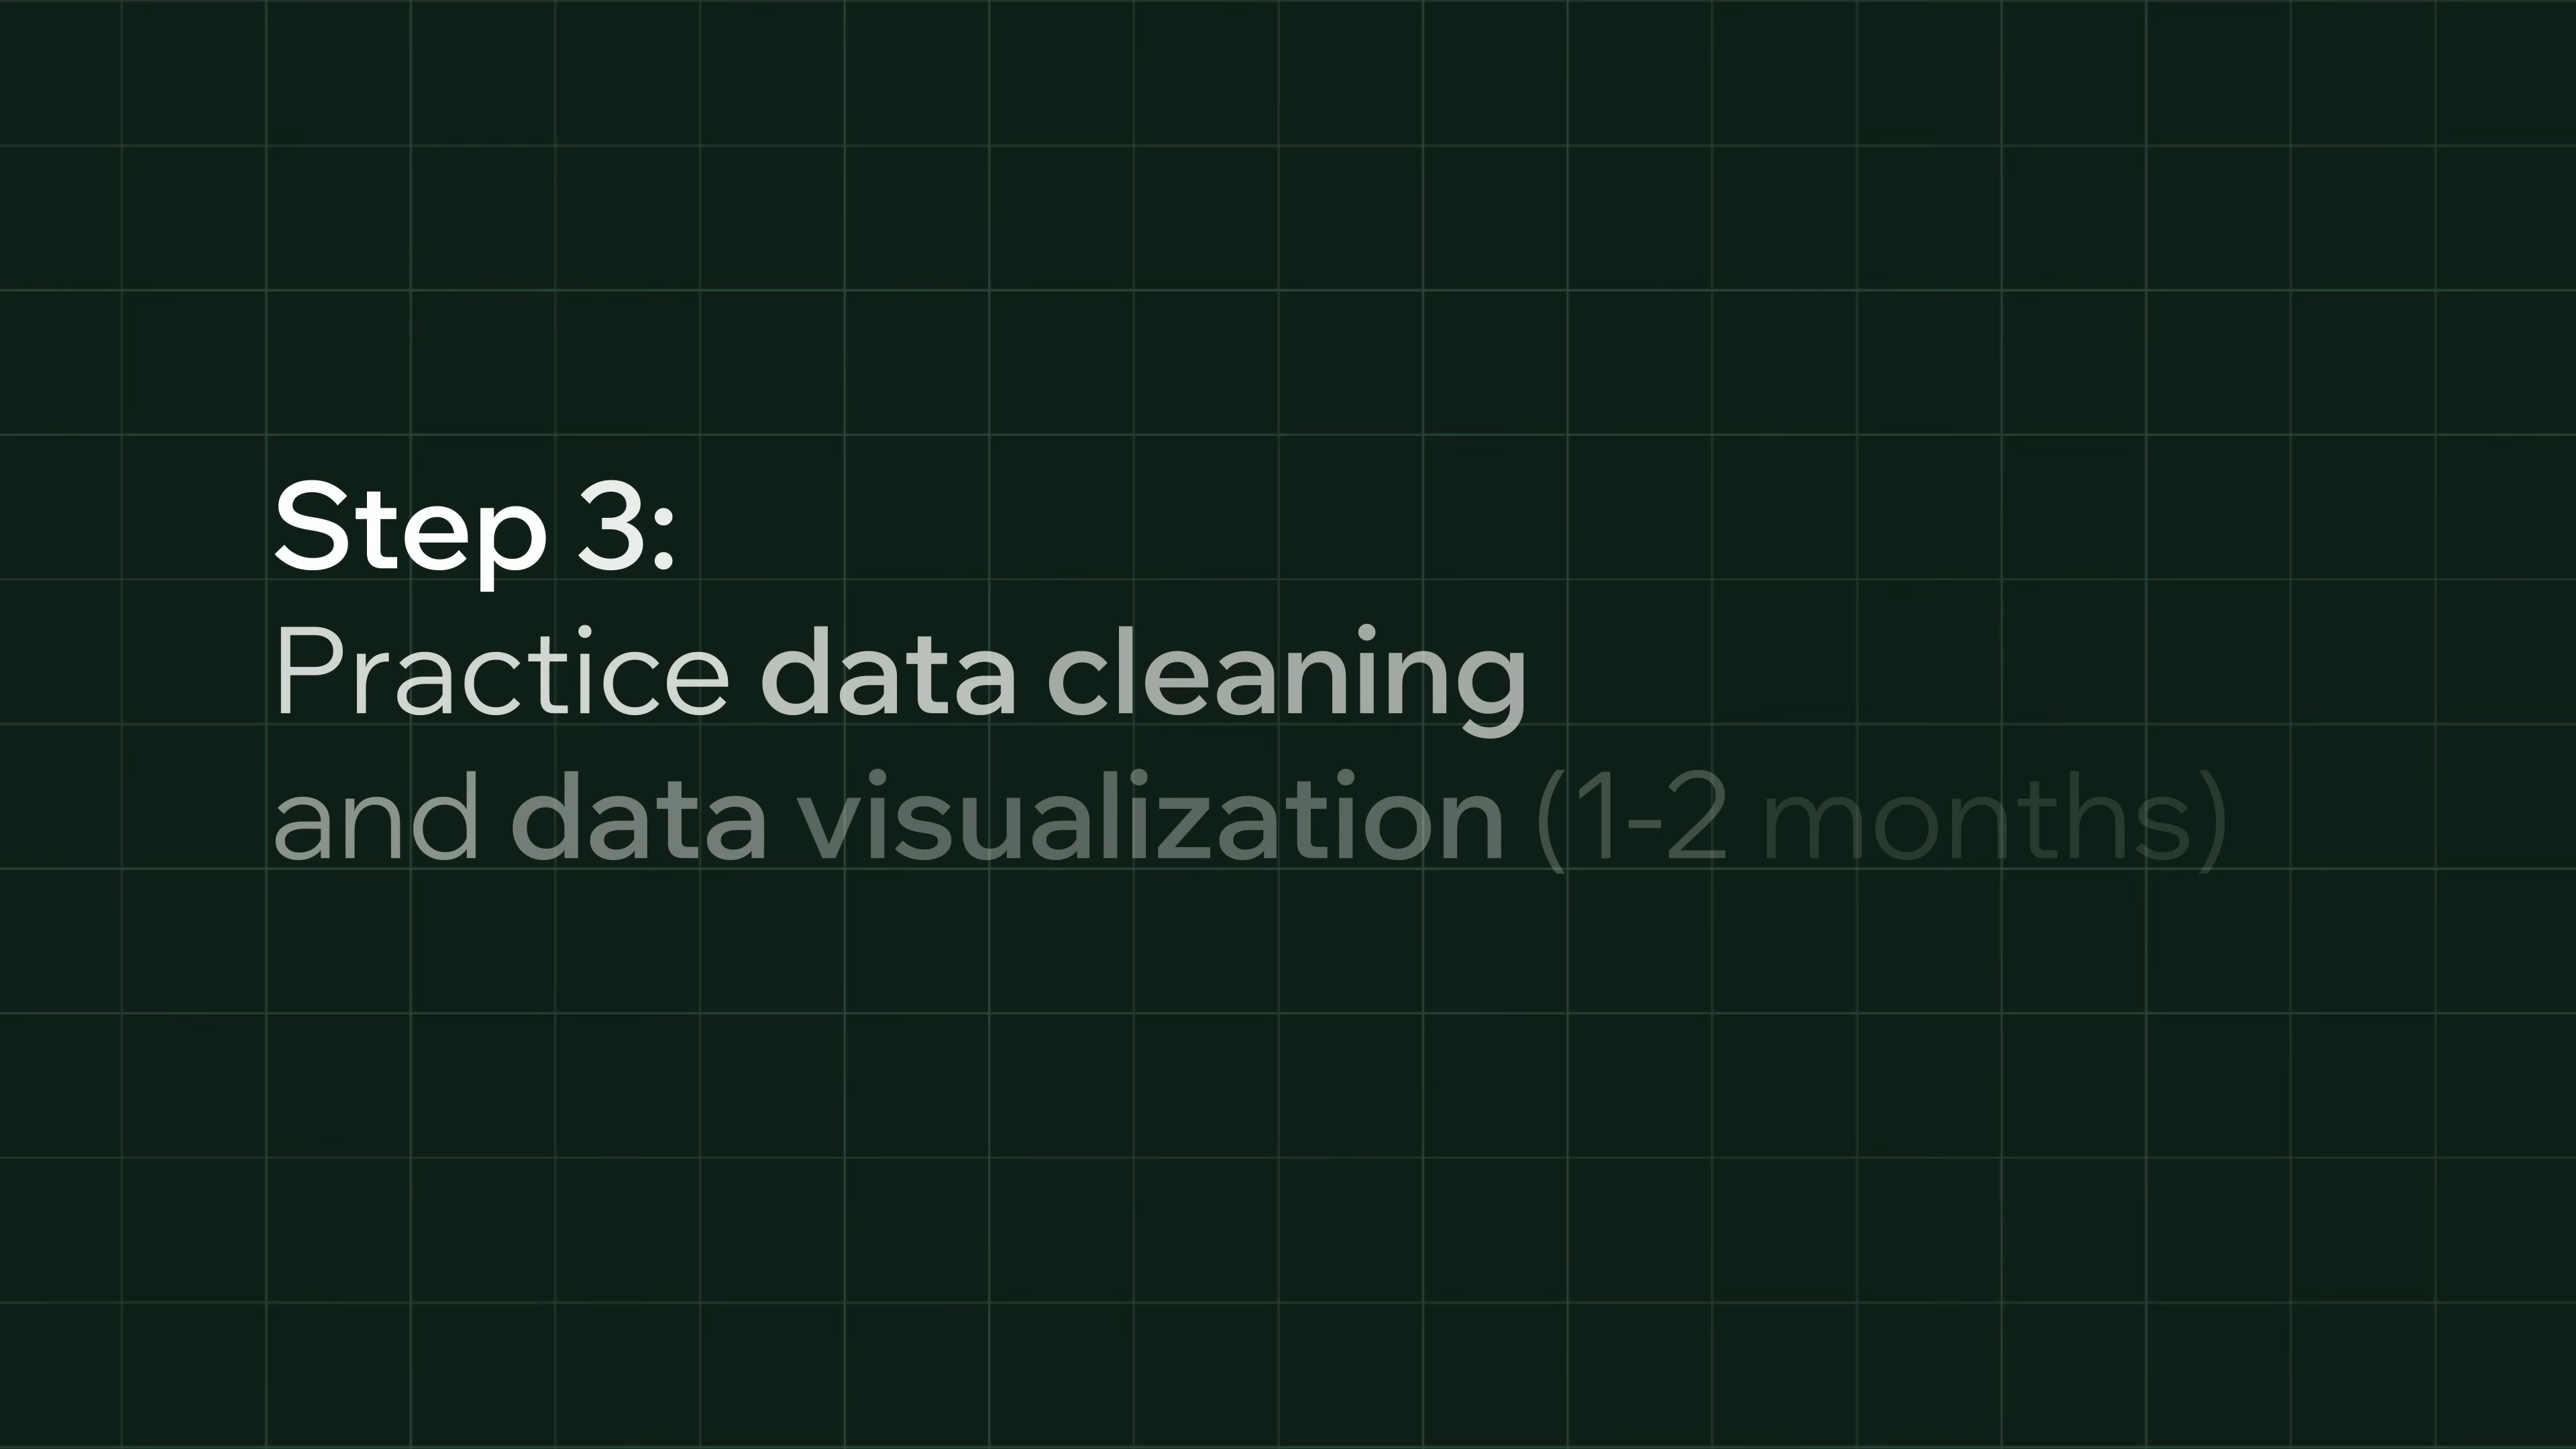 Step 3:
Practice data cleaning
and data visualization (1-2 months)